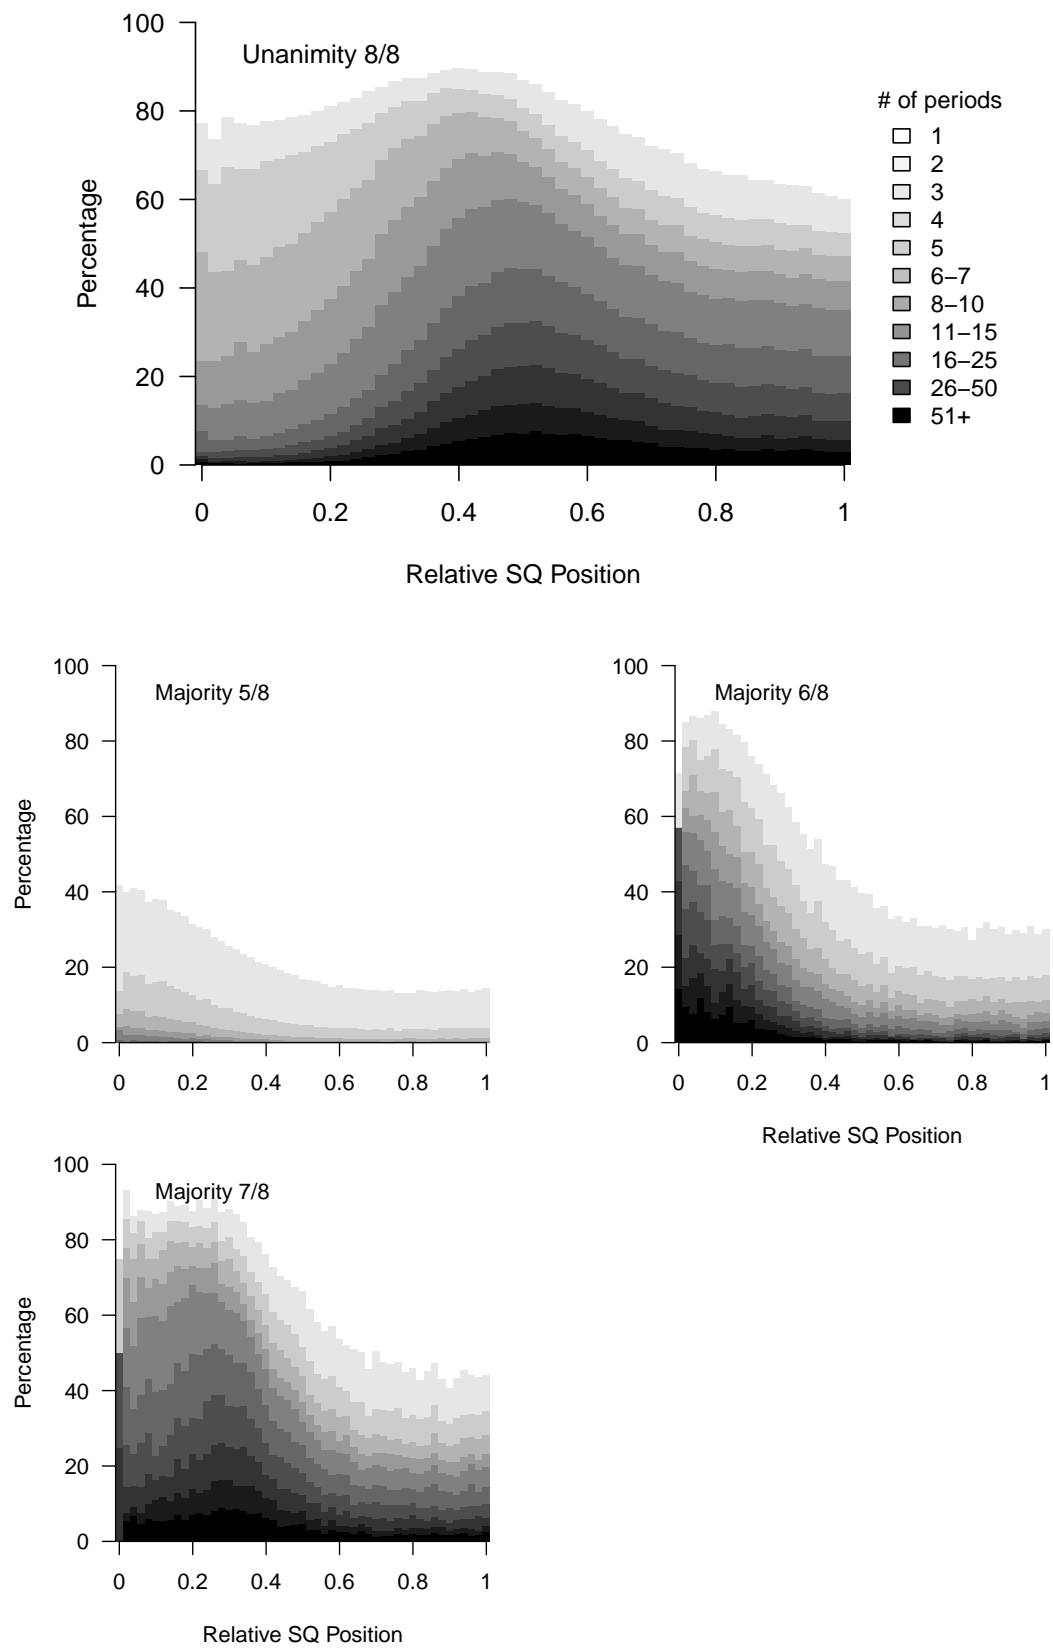 Unanimity 8/8
Percentage
100
80
60
40
20
0
0 0.2 0.4 0.6 0.8 1
Relative SQ Position
# of periods
1
2
3
4
5
6–7
8–10
11–15
16–25
26–50
51+
Majority 5/8
Percentage
100
80
60
40
20
0
0 0.2 0.4 0.6 0.8 1
Majority 6/8
100
80
60
40
20
0
0 0.2 0.4 0.6 0.8 1
Relative SQ Position
Majority 7/8
Percentage
100
80
60
40
20
0
0 0.2 0.4 0.6 0.8 1
Relative SQ Position